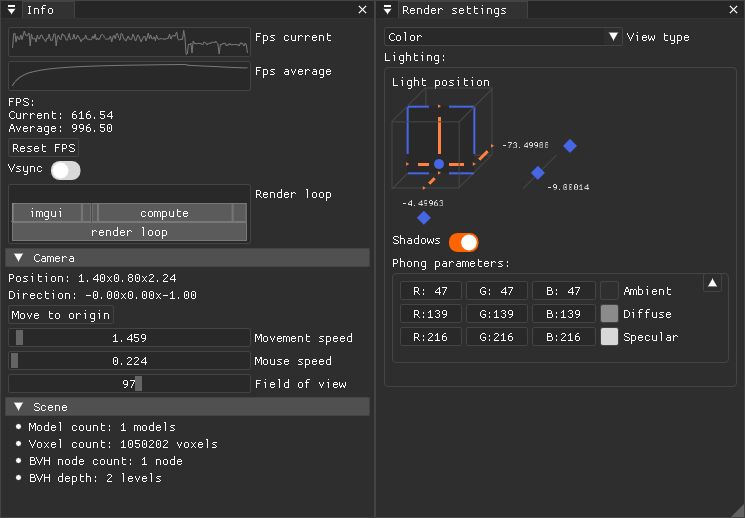 Info
Fps current
Fps average
FPS:
Current: 616.54
Average: 996.50
Reset FPS
Vsync
Render loop
imgui compute
render loop
Camera
Position: 1.40x0.80x2.24
Direction: -0.00x0.00x-1.00
Move to origin
1.459 Movement speed
0.224 Mouse speed
97 Field of view
Scene
Model count: 1 models
Voxel count: 1050202 voxels
BVH node count: 1 node
BVH depth: 2 levels
Render settings
Color View type
Lighting:
Light position
-73.49988
-9.00014
-4.49963
Shadows
Phong parameters:
R: 47 G: 47 B: 47 Ambient
R:139 G:139 B:139 Diffuse
R:216 G:216 B:216 Specular